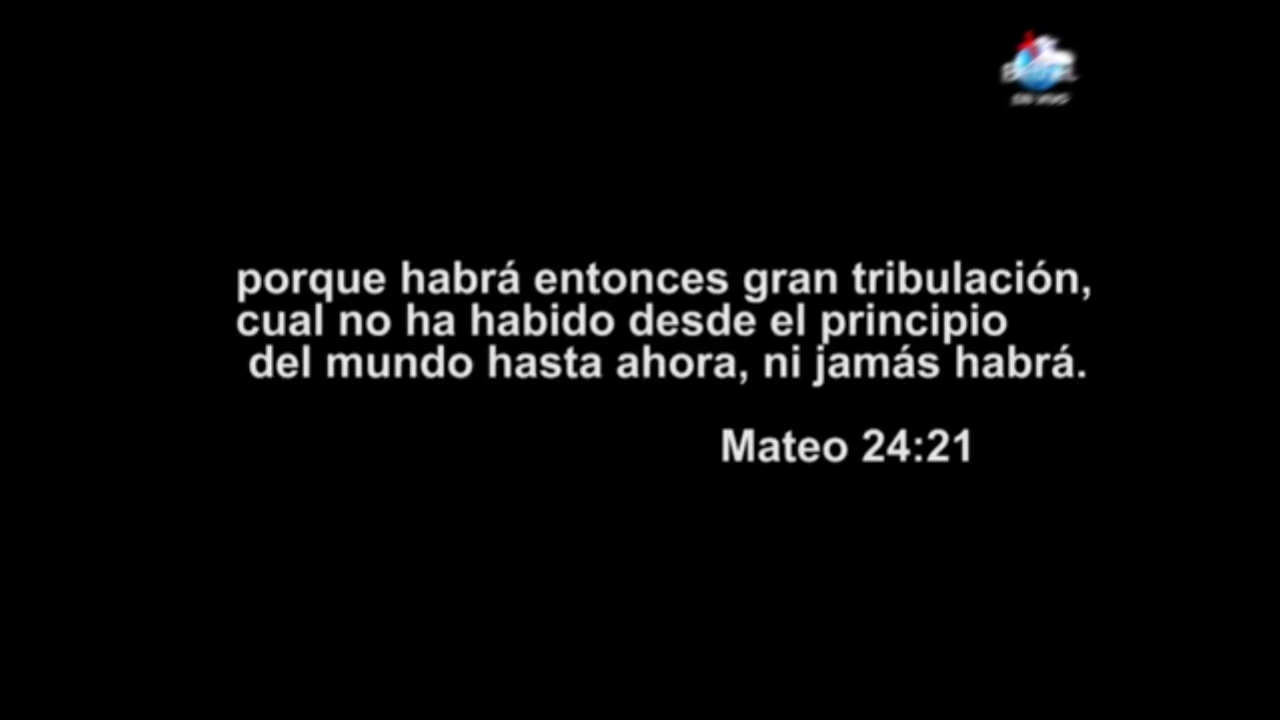 porque habrá entonces gran tribulación,
cual no ha habido desde el principio
del mundo hasta ahora, ni jamás habrá.
Mateo 24:21